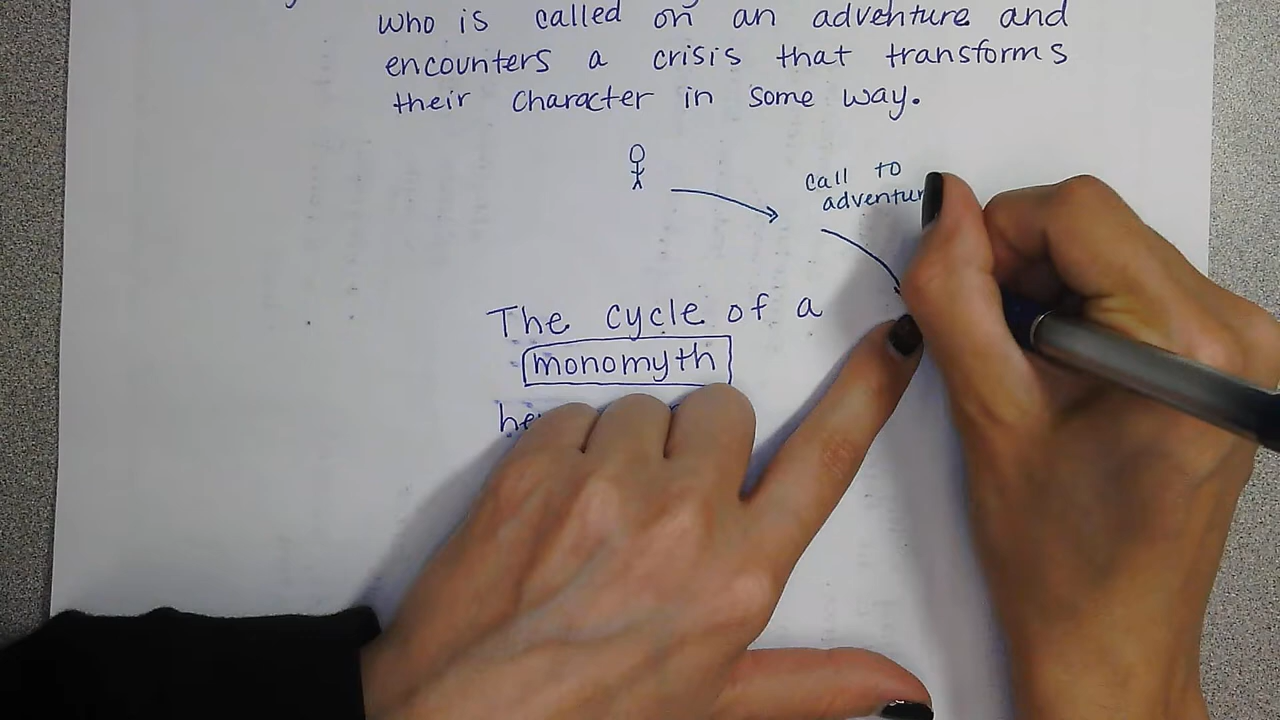 who is called on an adventure and
encounters a crisis that transforms
their character in some way.
call to
The cycle of a
monomyth